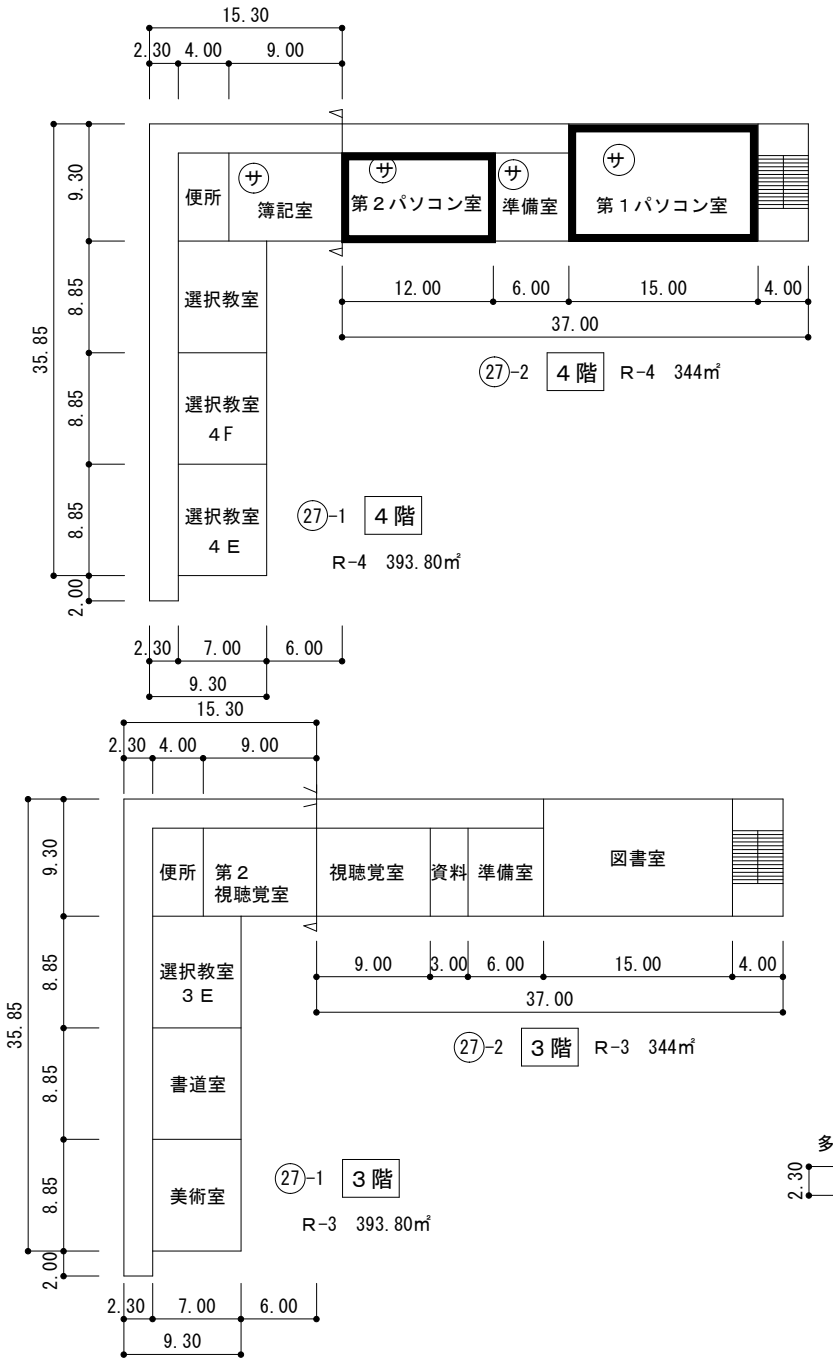 15.30
2.30 4.00 9.00
9.30
8.85
8.85
8.85
2.00
35.85
便所
サ
簿記室
サ
第2パソコン室
サ
準備室
サ
第1パソコン室
選択教室
選択教室
4F
選択教室
4E
12.00 6.00 15.00 4.00
37.00
27-2 4階 R-4 344㎡
27-1 4階
R-4 393.80㎡
2.30 7.00 6.00
9.30
15.30
2.30 4.00 9.00
9.30
8.85
8.85
8.85
2.00
35.85
便所
第2
視聴覚室
視聴覚室
資料
準備室
図書室
選択教室
3E
書道室
美術室
9.00 3.00 6.00 15.00 4.00
37.00
27-2 3階 R-3 344㎡
27-1 3階
R-3 393.80㎡
2.30 7.00 6.00
9.30
多
2.30